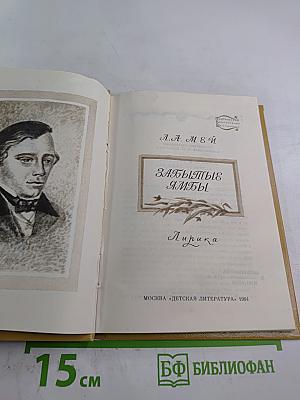 Л.А. МЕЙ
ЗАБЫТЫЕ
ЯМБЫ
Лирика
МОСКВА «ДЕТСКАЯ ЛИТЕРАТУРА» 1984
15 см
БФ БИБЛИОФАН